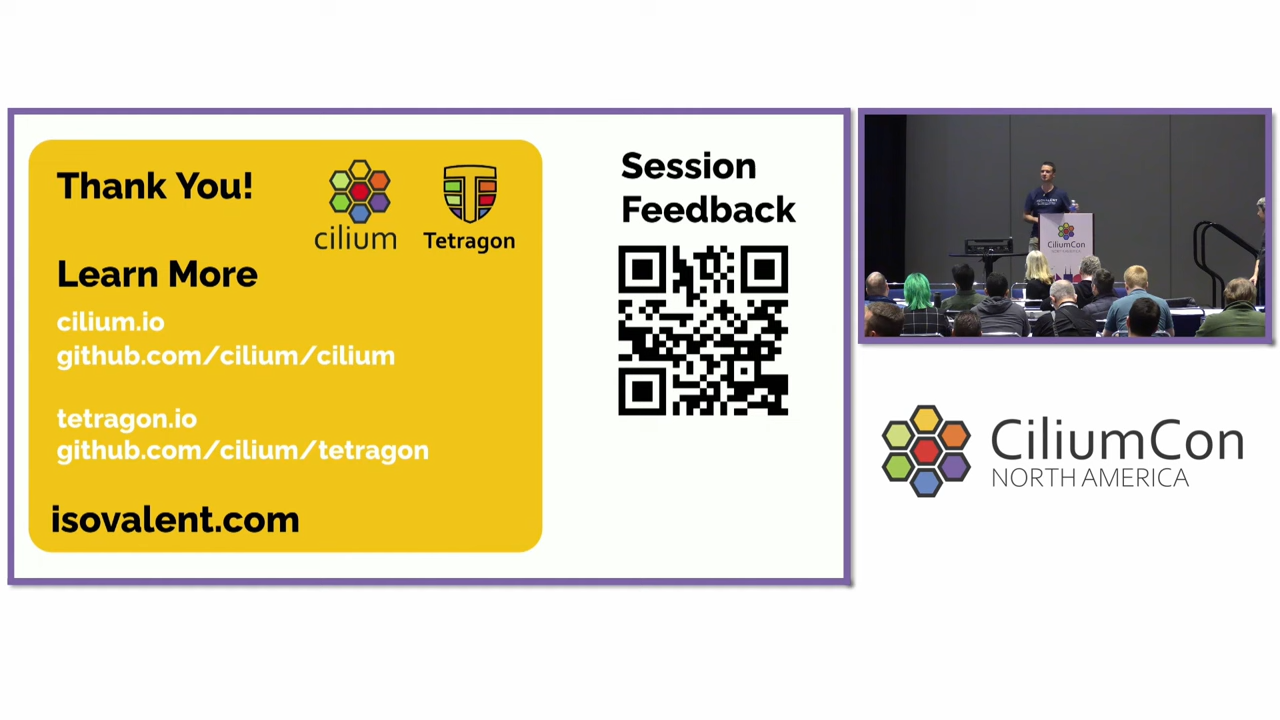 Thank You!
cilium
Tetragon
Learn More
cilium.io
github.com/cilium/cilium
tetragon.io
github.com/cilium/tetragon
isovalent.com
Session
Feedback
CiliumCon
CiliumCon
NORTH AMERICA